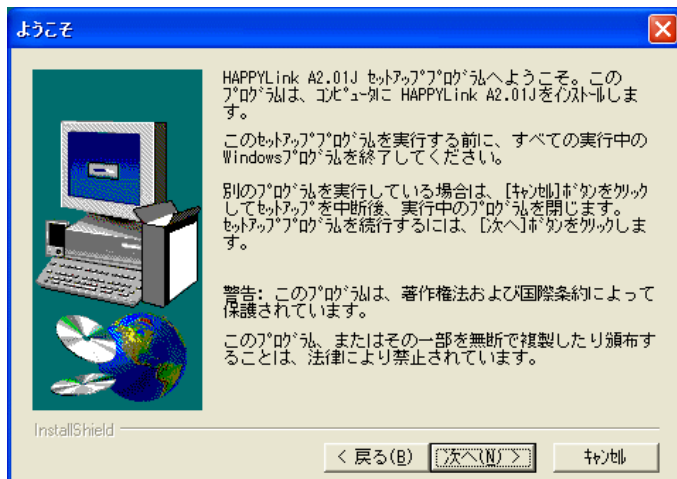 ようこそ
HAPPYLink A2.01J ｾｯﾄｱｯﾌﾟﾌﾟﾛｸﾞﾗﾑへようこそ。この
ﾌﾟﾛｸﾞﾗﾑは、ｺﾝﾋﾟｭｰﾀに HAPPYLink A2.01Jをｲﾝｽﾄｰﾙしま
す。
このｾｯﾄｱｯﾌﾟﾌﾟﾛｸﾞﾗﾑを実行する前に、すべての実行中の
Windowsﾌﾟﾛｸﾞﾗﾑを終了してください。
別のﾌﾟﾛｸﾞﾗﾑを実行している場合は、[ｷｬﾝｾﾙ]ﾎﾞﾀﾝをｸﾘｯｸ
してｾｯﾄｱｯﾌﾟを中断後、実行中のﾌﾟﾛｸﾞﾗﾑを閉じます。
ｾｯﾄｱｯﾌﾟﾌﾟﾛｸﾞﾗﾑを続行するには、[次へ]ﾎﾞﾀﾝをｸﾘｯｸしま
す。
警告: このﾌﾟﾛｸﾞﾗﾑは、著作権法および国際条約によって
保護されています。
このﾌﾟﾛｸﾞﾗﾑ、またはその一部を無断で複製したり頒布す
ることは、法律により禁止されています。
InstallShield
< 戻る(B) 次へ(N) > ｷｬﾝｾﾙ